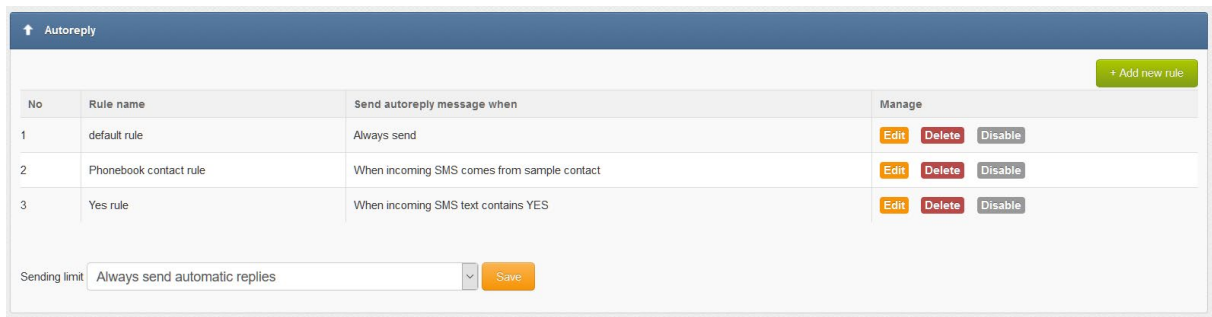 Autoreply
+ Add new rule
No Rule name Send autoreply message when Manage
1 default rule Always send Edit Delete Disable
2 Phonebook contact rule When incoming SMS comes from sample contact Edit Delete Disable
3 Yes rule When incoming SMS text contains YES Edit Delete Disable
Sending limit Always send automatic replies Save